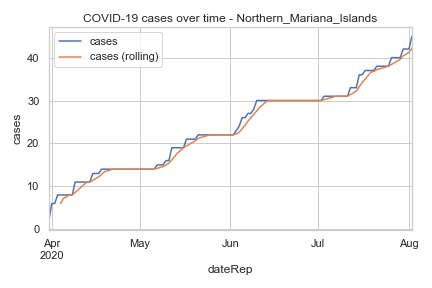 COVID-19 cases over time - Northern_Mariana_Islands
cases
cases (rolling)
40
30
20
10
0
cases
Apr May Jun Jul Aug
2020
dateRep